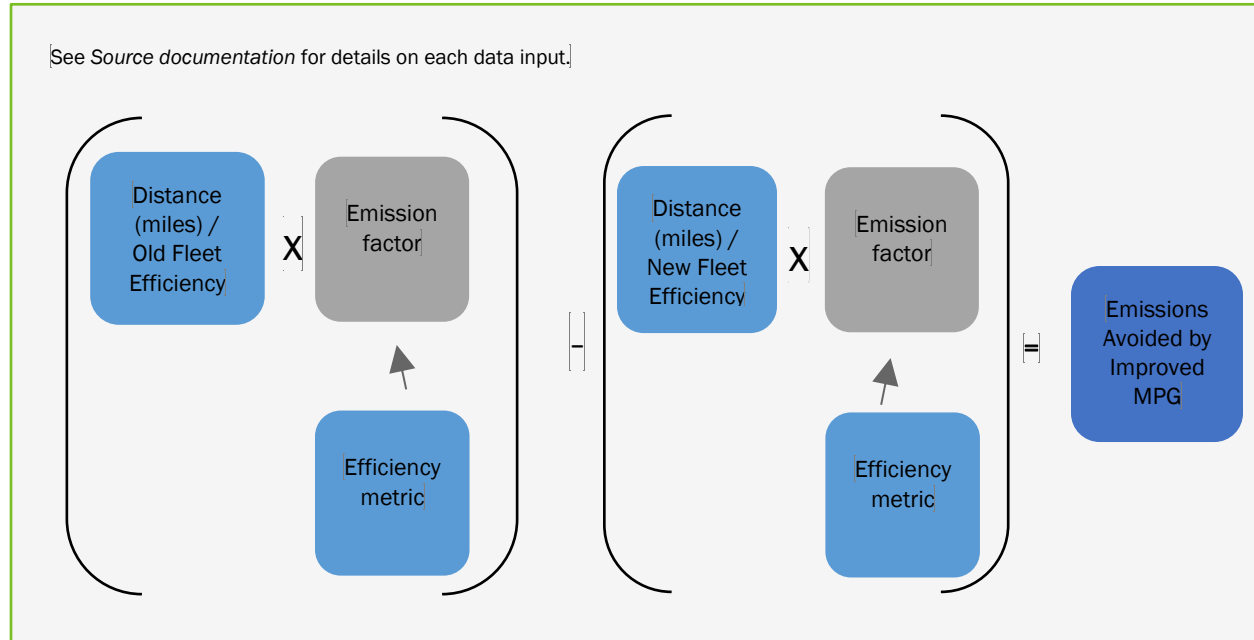 See Source documentation for details on each data input.
Distance
(miles) /
Old Fleet
Efficiency
X
Emission
factor
Efficiency
metric
–
Distance
(miles) /
New Fleet
Efficiency
X
Emission
factor
Efficiency
metric
=
Emissions
Avoided by
Improved
MPG